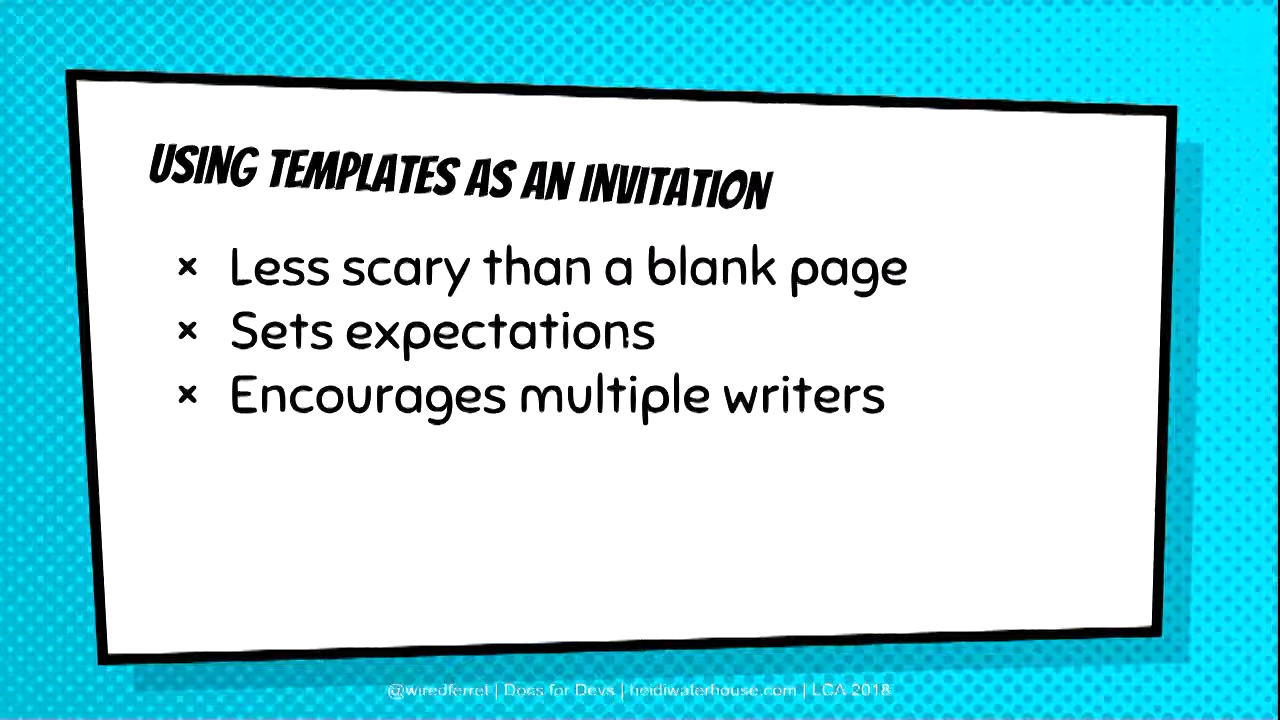 USING TEMPLATES AS AN INVITATION
× Less scary than a blank page
× Sets expectations
× Encourages multiple writers
@wiredferret | Docs for Devs | heidiwaterhouse.com | LCA 2018